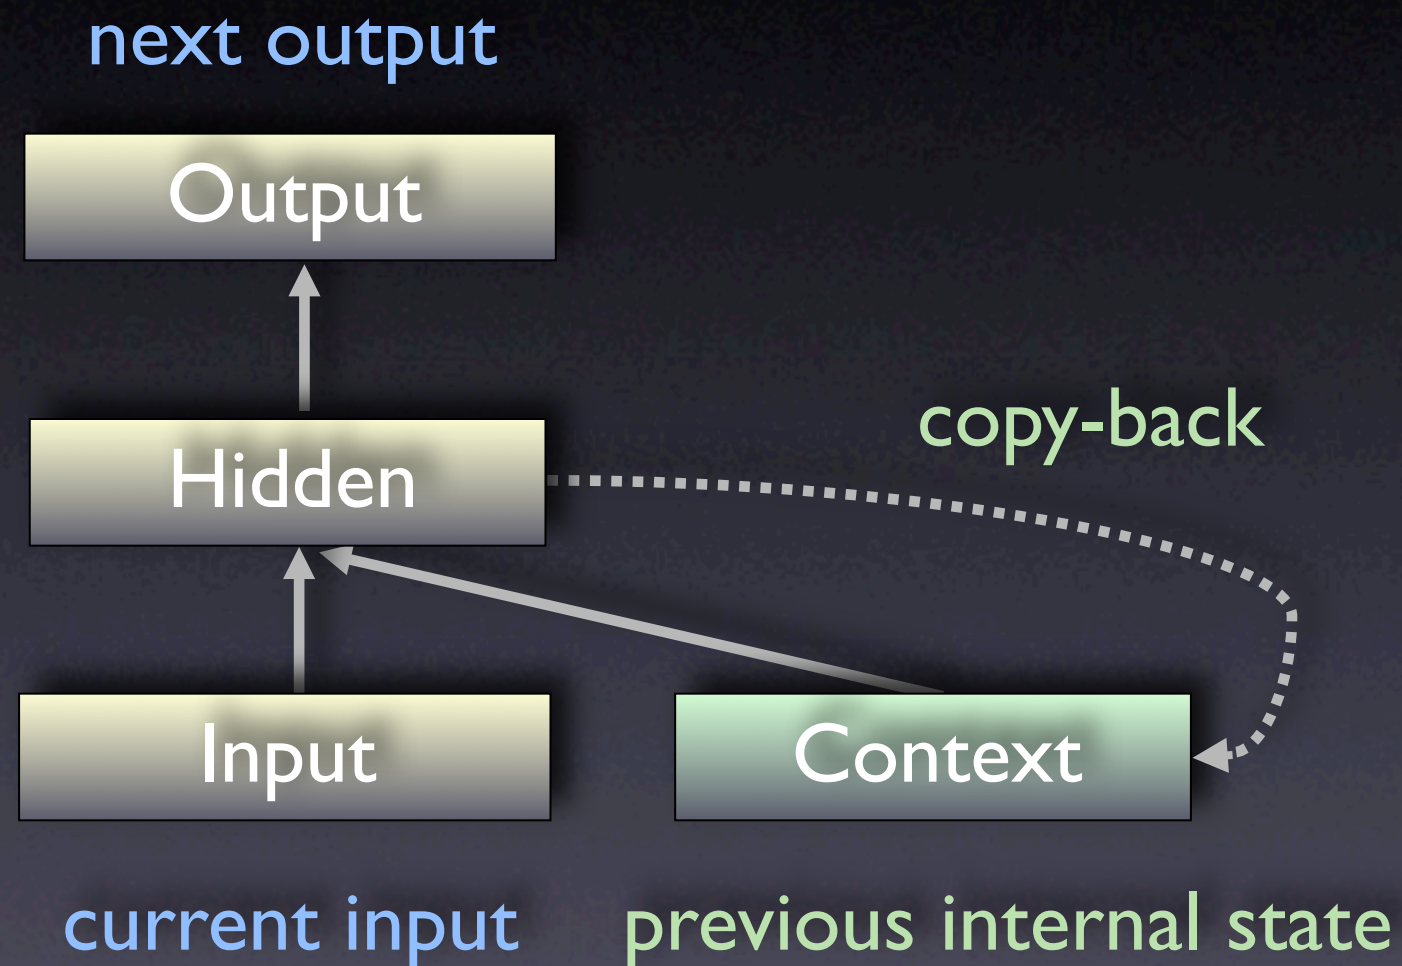 next output
Output
copy-back
Hidden
Input
Context
current input
previous internal state